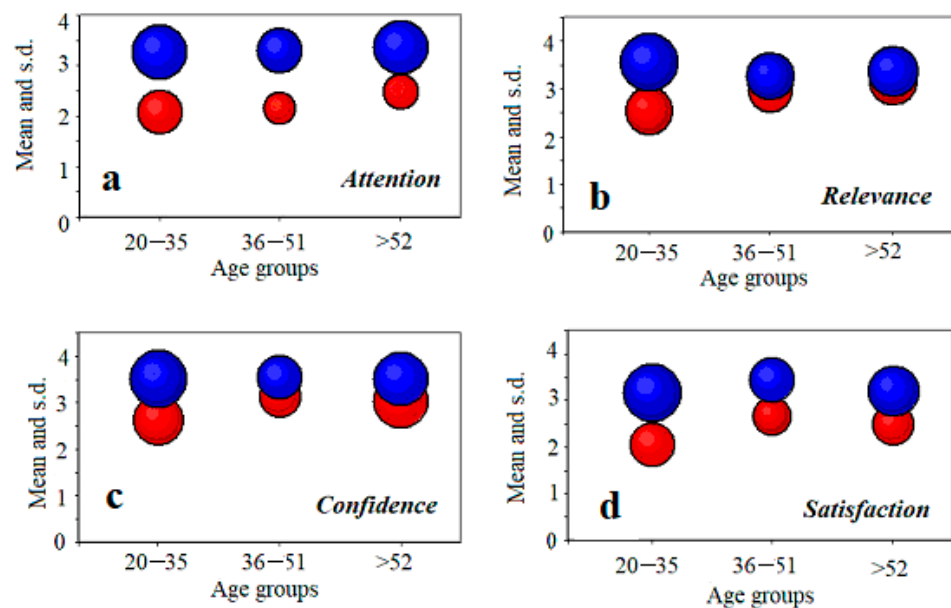 4
3
2
1
0
Mean and s.d.
a
Attention
20–35
36–51
>52
Age groups
4
3
2
1
0
Mean and s.d.
b
Relevance
20–35
36–51
>52
Age groups
4
3
2
1
0
Mean and s.d.
c
Confidence
20–35
36–51
>52
Age groups
4
3
2
1
0
Mean and s.d.
d
Satisfaction
20–35
36–51
>52
Age groups